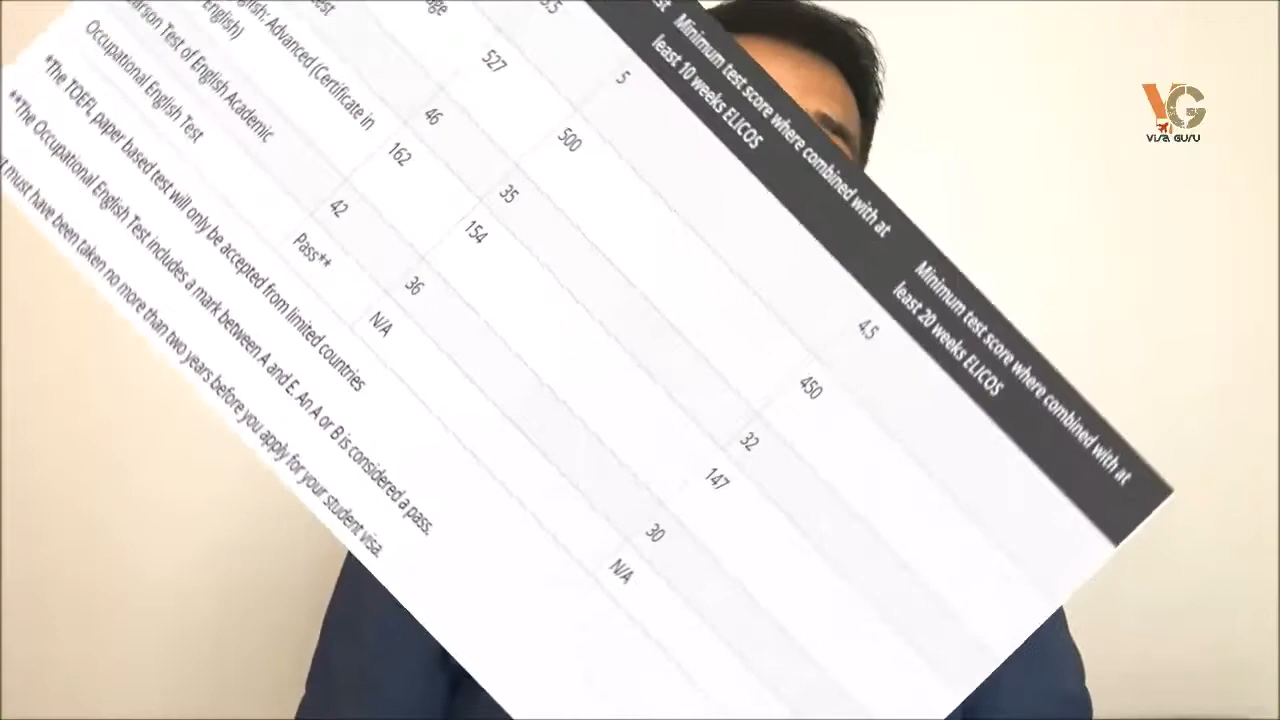 Minimum test score where combined with at
least 10 weeks ELICOS
Minimum test score where combined with at
least 20 weeks ELICOS
5
4.5
527
500
450
46
35
32
Advanced (Certificate in
English)
162
154
147
Test of English Academic
42
36
30
Occupational English Test
Pass**
N/A
N/A
*The TOEFL paper based test will only be accepted from limited countries
**The Occupational English Test includes a mark between A and E. An A or B is considered a pass.
must have been taken no more than two years before you apply for your student visa.
VG
VISA GURU